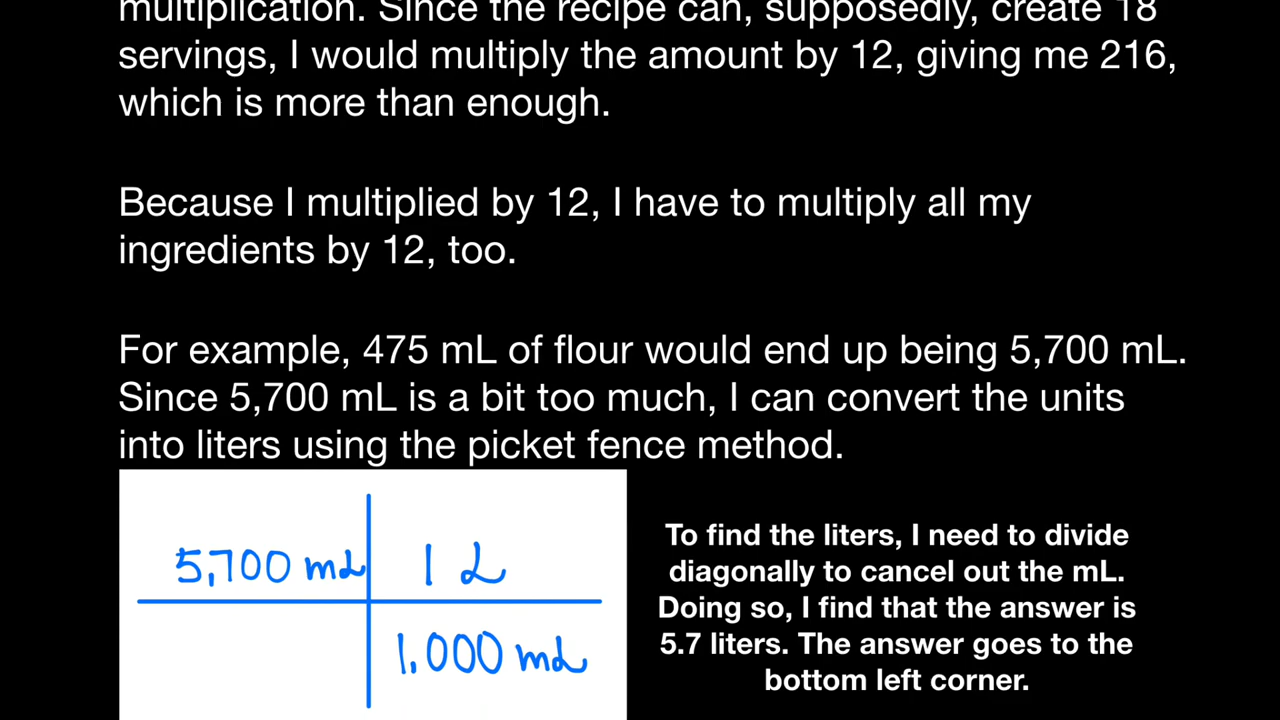 multiplication. Since the recipe can, supposedly, create 18
servings, I would multiply the amount by 12, giving me 216,
which is more than enough.
Because I multiplied by 12, I have to multiply all my
ingredients by 12, too.
For example, 475 mL of flour would end up being 5,700 mL.
Since 5,700 mL is a bit too much, I can convert the units
into liters using the picket fence method.
5,700 mL 1 L
1,000 mL
To find the liters, I need to divide
diagonally to cancel out the mL.
Doing so, I find that the answer is
5.7 liters. The answer goes to the
bottom left corner.